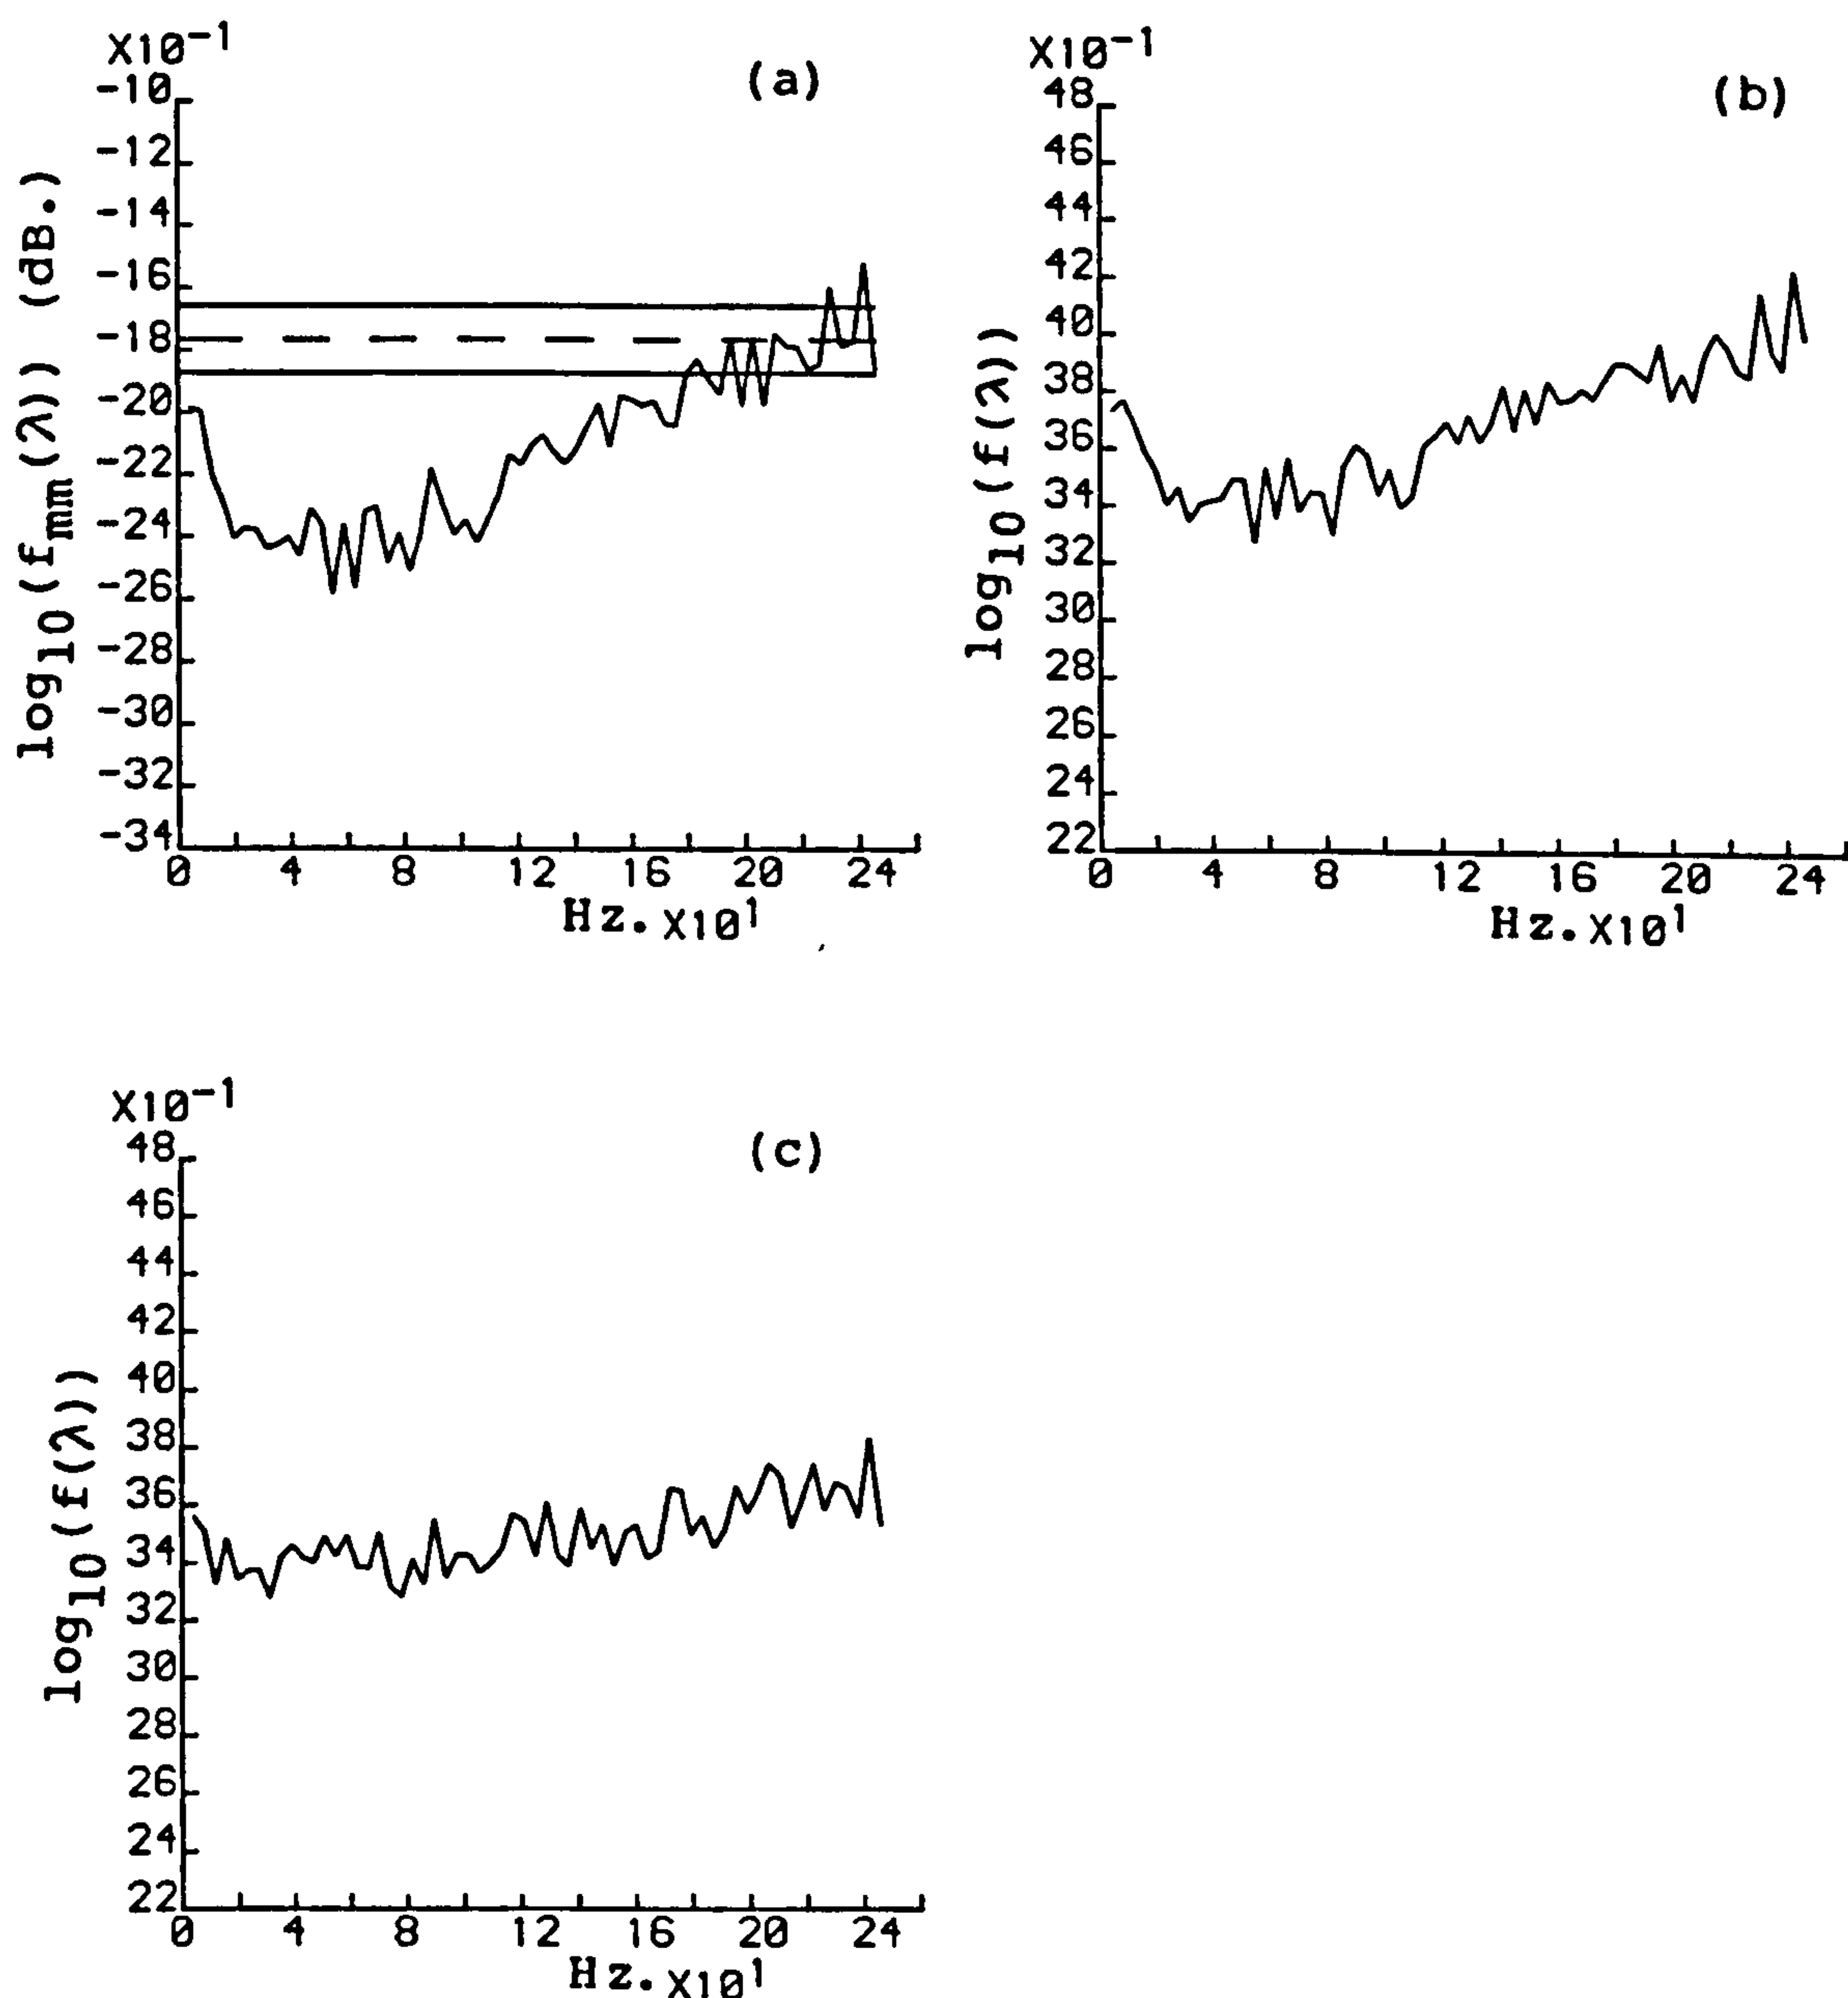 X10⁻¹
(a)
-10
-12
-14
-16
-18
-20
-22
-24
-26
-28
-30
-32
-34
log₁₀(fₘₘ(λ)) (dB.)
0 4 8 12 16 20 24
Hz. X10¹
X10⁻¹
(b)
48
46
44
42
40
38
36
34
32
30
28
26
24
22
log₁₀(f(λ))
0 4 8 12 16 20 24
Hz. X10¹
X10⁻¹
(c)
48
46
44
42
40
38
36
34
32
30
28
26
24
22
log₁₀(f(λ))
0 4 8 12 16 20 24
Hz. X10¹